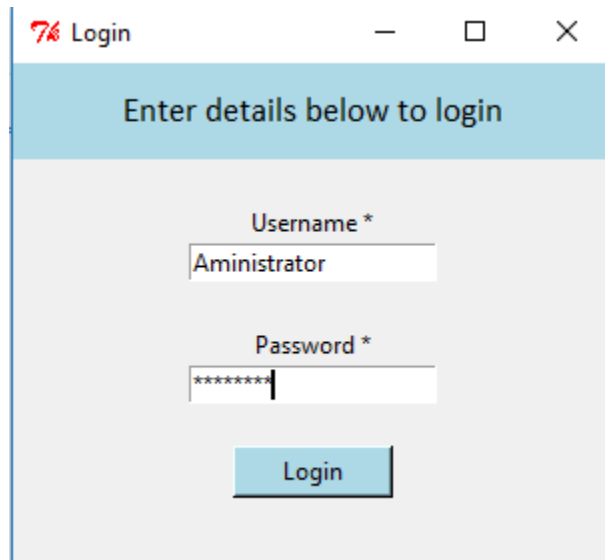 Login
Enter details below to login
Username *
Aministrator
Password *
********
Login